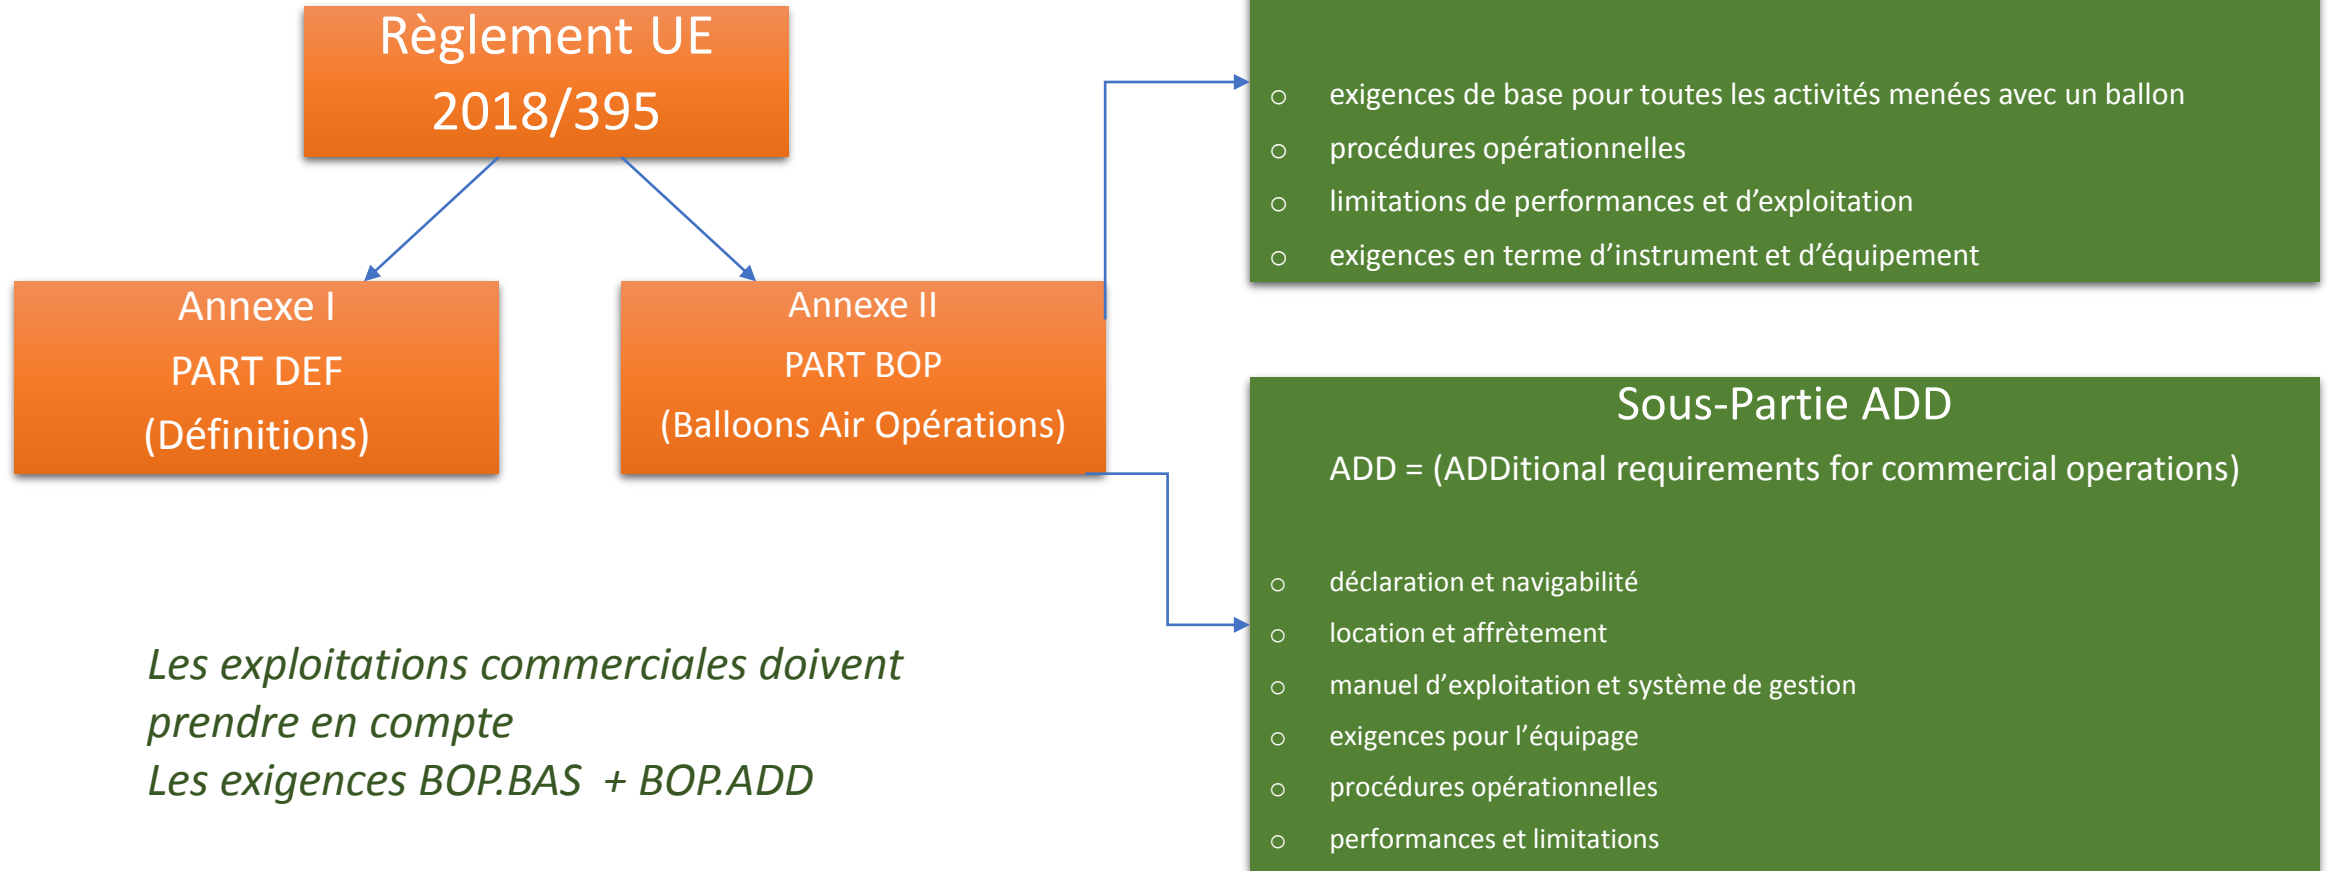 Règlement UE
2018/395
Annexe I
PART DEF
(Définitions)
Annexe II
PART BOP
(Balloons Air Opérations)
o exigences de base pour toutes les activités menées avec un ballon
o procédures opérationnelles
o limitations de performances et d’exploitation
o exigences en terme d’instrument et d’équipement
Sous-Partie ADD
ADD = (ADDitional requirements for commercial operations)
o déclaration et navigabilité
o location et affrètement
o manuel d’exploitation et système de gestion
o exigences pour l’équipage
o procédures opérationnelles
o performances et limitations
Les exploitations commerciales doivent
prendre en compte
Les exigences BOP.BAS + BOP.ADD